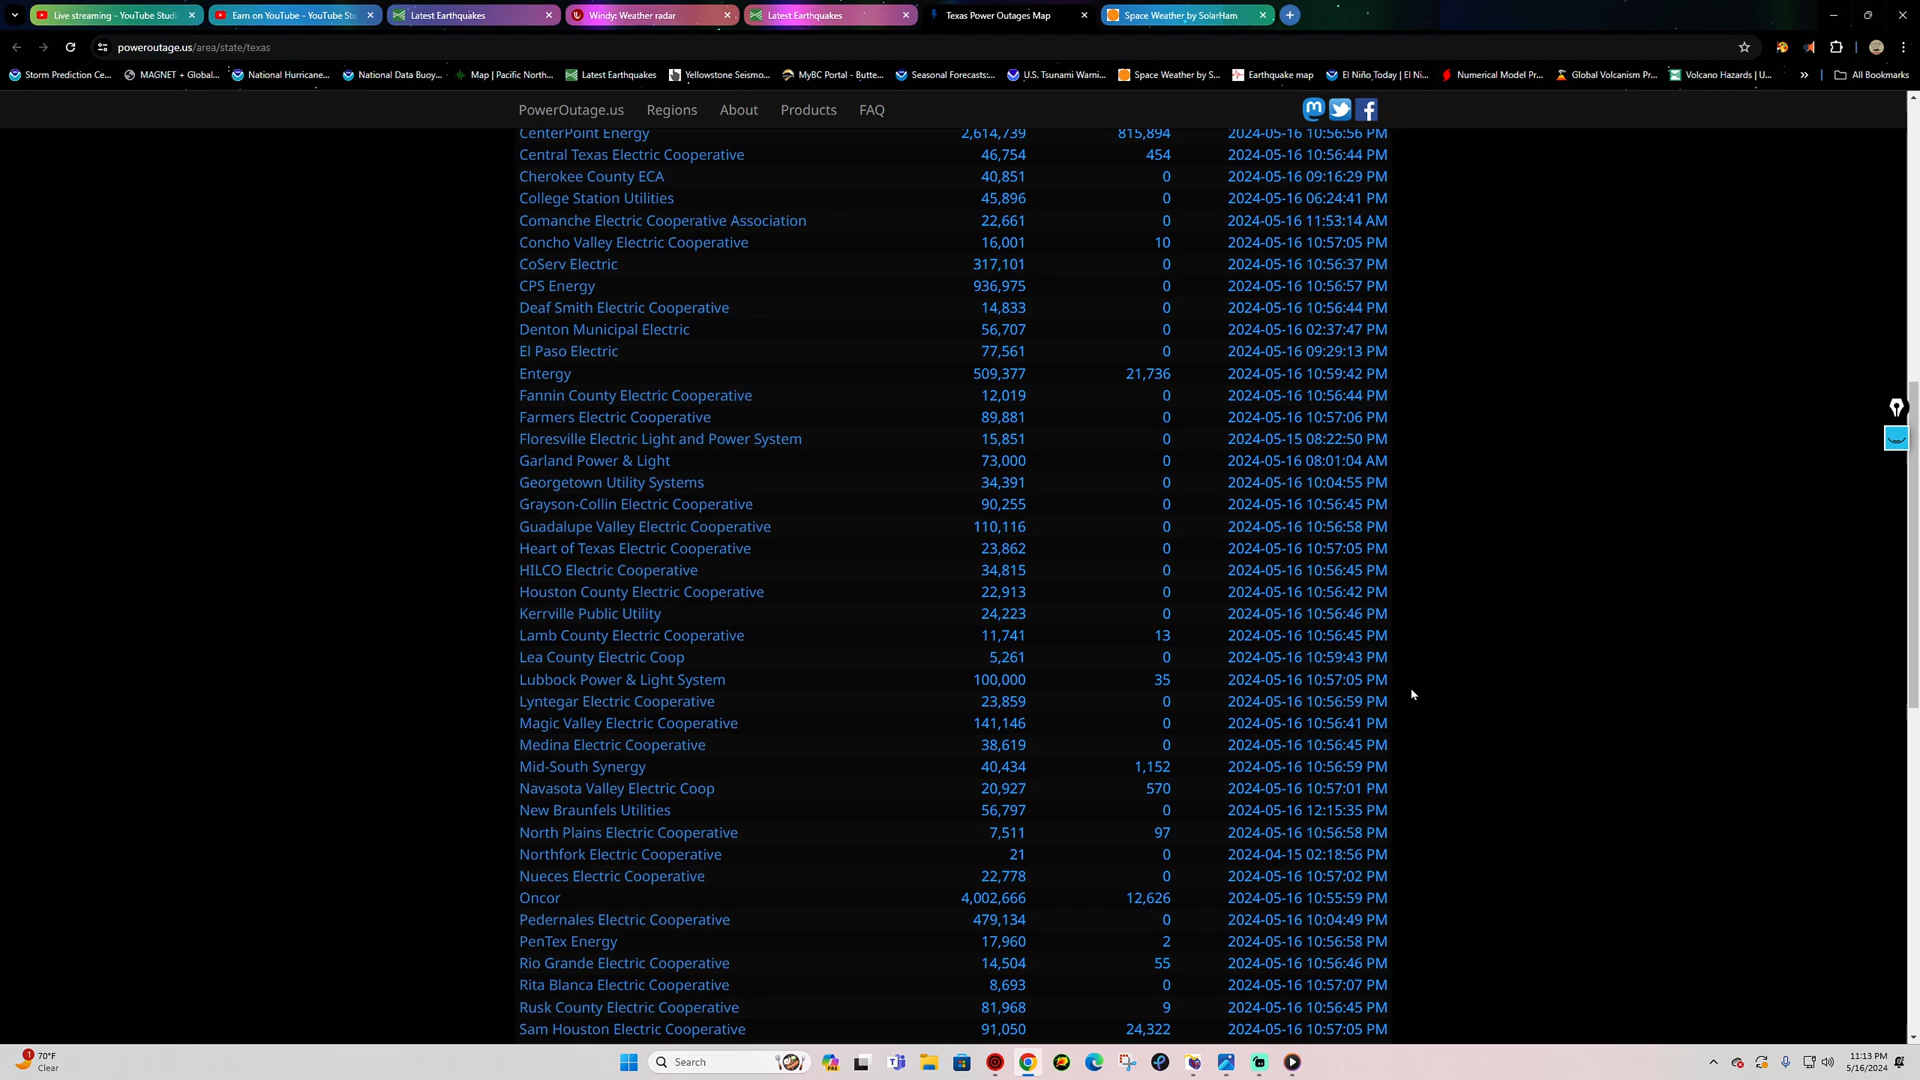 Live streaming - YouTube Studi
Earn on YouTube - YouTube Stu
Latest Earthquakes
Windy: Weather radar
Latest Earthquakes
Texas Power Outages Map
Space Weather by SolarHam
poweroutage.us/area/state/texas
Storm Prediction Ce...
MAGNET + Global...
National Hurricane...
National Data Buoy...
Map | Pacific North...
Latest Earthquakes
Yellowstone Seismo...
MyBC Portal - Butte...
Seasonal Forecasts:...
U.S. Tsunami Warni...
Space Weather by S...
Earthquake map
El Niño Today | El Ni...
Numerical Model Pr...
Global Volcanism Pr...
Volcano Hazards | U...
All Bookmarks
PowerOutage.us Regions About Products FAQ
CenterPoint Energy 2,614,739 815,894 2024-05-16 10:56:56 PM
Central Texas Electric Cooperative 46,754 454 2024-05-16 10:56:44 PM
Cherokee County ECA 40,851 0 2024-05-16 09:16:29 PM
College Station Utilities 45,896 0 2024-05-16 06:24:41 PM
Comanche Electric Cooperative Association 22,661 0 2024-05-16 11:53:14 AM
Concho Valley Electric Cooperative 16,001 10 2024-05-16 10:57:05 PM
CoServ Electric 317,101 0 2024-05-16 10:56:37 PM
CPS Energy 936,975 0 2024-05-16 10:56:57 PM
Deaf Smith Electric Cooperative 14,833 0 2024-05-16 10:56:44 PM
Denton Municipal Electric 56,707 0 2024-05-16 02:37:47 PM
El Paso Electric 77,561 0 2024-05-16 09:29:13 PM
Entergy 509,377 21,736 2024-05-16 10:59:42 PM
Fannin County Electric Cooperative 12,019 0 2024-05-16 10:56:44 PM
Farmers Electric Cooperative 89,881 0 2024-05-16 10:57:06 PM
Floresville Electric Light and Power System 15,851 0 2024-05-15 08:22:50 PM
Garland Power & Light 73,000 0 2024-05-16 08:01:04 AM
Georgetown Utility Systems 34,391 0 2024-05-16 10:04:55 PM
Grayson-Collin Electric Cooperative 90,255 0 2024-05-16 10:56:45 PM
Guadalupe Valley Electric Cooperative 110,116 0 2024-05-16 10:56:58 PM
Heart of Texas Electric Cooperative 23,862 0 2024-05-16 10:57:05 PM
HILCO Electric Cooperative 34,815 0 2024-05-16 10:56:45 PM
Houston County Electric Cooperative 22,913 0 2024-05-16 10:56:42 PM
Kerrville Public Utility 24,223 0 2024-05-16 10:56:46 PM
Lamb County Electric Cooperative 11,741 13 2024-05-16 10:56:45 PM
Lea County Electric Coop 5,261 0 2024-05-16 10:59:43 PM
Lubbock Power & Light System 100,000 35 2024-05-16 10:57:05 PM
Lyntegar Electric Cooperative 23,859 0 2024-05-16 10:56:59 PM
Magic Valley Electric Cooperative 141,146 0 2024-05-16 10:56:41 PM
Medina Electric Cooperative 38,619 0 2024-05-16 10:56:45 PM
Mid-South Synergy 40,434 1,152 2024-05-16 10:56:59 PM
Navasota Valley Electric Coop 20,927 570 2024-05-16 10:57:01 PM
New Braunfels Utilities 56,797 0 2024-05-16 12:15:35 PM
North Plains Electric Cooperative 7,511 97 2024-05-16 10:56:58 PM
Northfork Electric Cooperative 21 0 2024-04-15 02:18:56 PM
Nueces Electric Cooperative 22,778 0 2024-05-16 10:57:02 PM
Oncor 4,002,666 12,626 2024-05-16 10:55:59 PM
Pedernales Electric Cooperative 479,134 0 2024-05-16 10:04:49 PM
PenTex Energy 17,960 2 2024-05-16 10:56:58 PM
Rio Grande Electric Cooperative 14,504 55 2024-05-16 10:56:46 PM
Rita Blanca Electric Cooperative 8,693 0 2024-05-16 10:57:07 PM
Rusk County Electric Cooperative 81,968 9 2024-05-16 10:56:45 PM
Sam Houston Electric Cooperative 91,050 24,322 2024-05-16 10:57:05 PM
1
70°F
Clear
Search
PRE
11:13 PM
5/16/2024